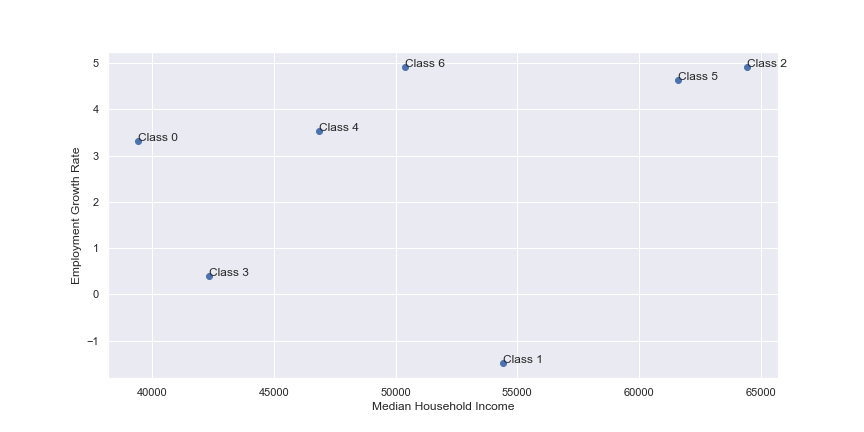 Class 6
Class 2
Class 5
Class 4
Class 0
Class 3
Class 1
5
4
3
2
1
0
−1
Employment Growth Rate
40000 45000 50000 55000 60000 65000
Median Household Income